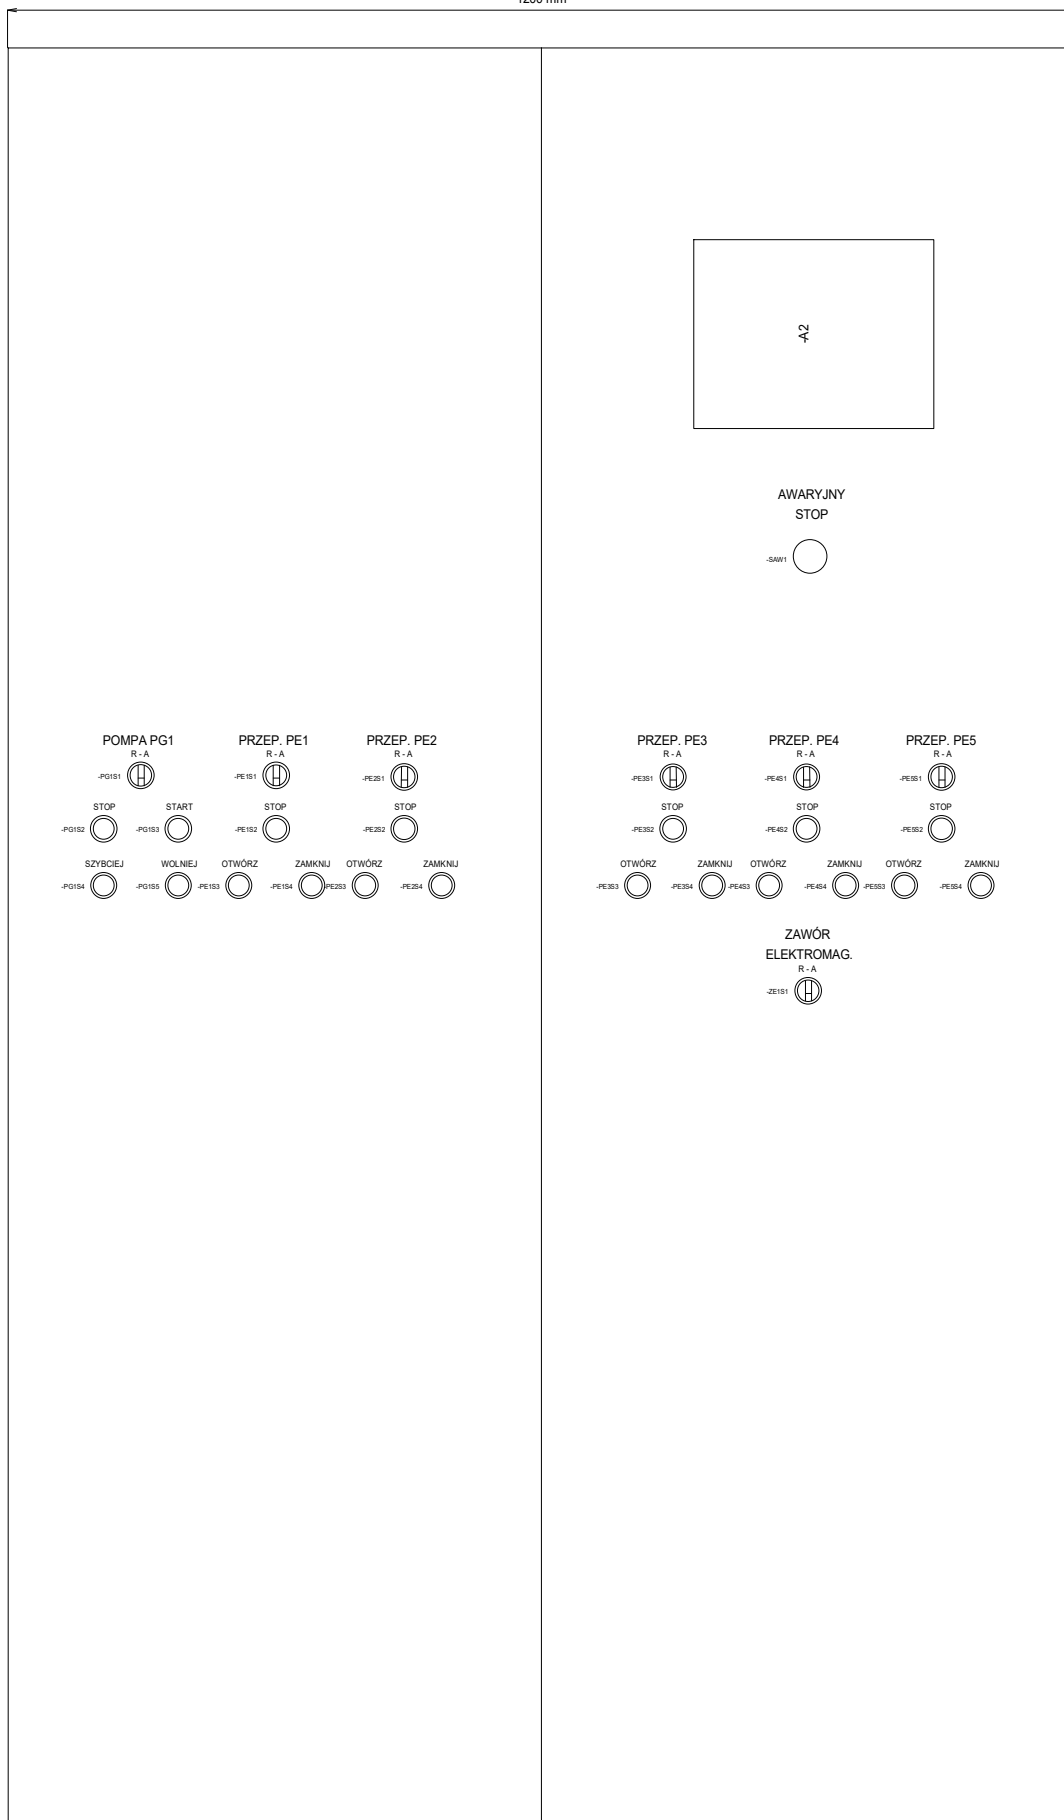 1200 mm
-A2
AWARYJNY
STOP
-SAW1
POMPA PG1
R - A
-PG1S1
PRZEP. PE1
R - A
-PE1S1
PRZEP. PE2
R - A
-PE2S1
STOP
-PG1S2
START
-PG1S3
STOP
-PE1S2
STOP
-PE2S2
SZYBCIEJ
-PG1S4
WOLNIEJ
-PG1S5
OTWÓRZ
-PE1S3
ZAMKNIJ
-PE1S4
OTWÓRZ
-PE2S3
ZAMKNIJ
-PE2S4
PRZEP. PE3
R - A
-PE3S1
PRZEP. PE4
R - A
-PE4S1
PRZEP. PE5
R - A
-PE5S1
STOP
-PE3S2
STOP
-PE4S2
STOP
-PE5S2
OTWÓRZ
-PE3S3
ZAMKNIJ
-PE3S4
OTWÓRZ
-PE4S3
ZAMKNIJ
-PE4S4
OTWÓRZ
-PE5S3
ZAMKNIJ
-PE5S4
ZAWÓR
ELEKTROMAG.
R - A
-ZE1S1